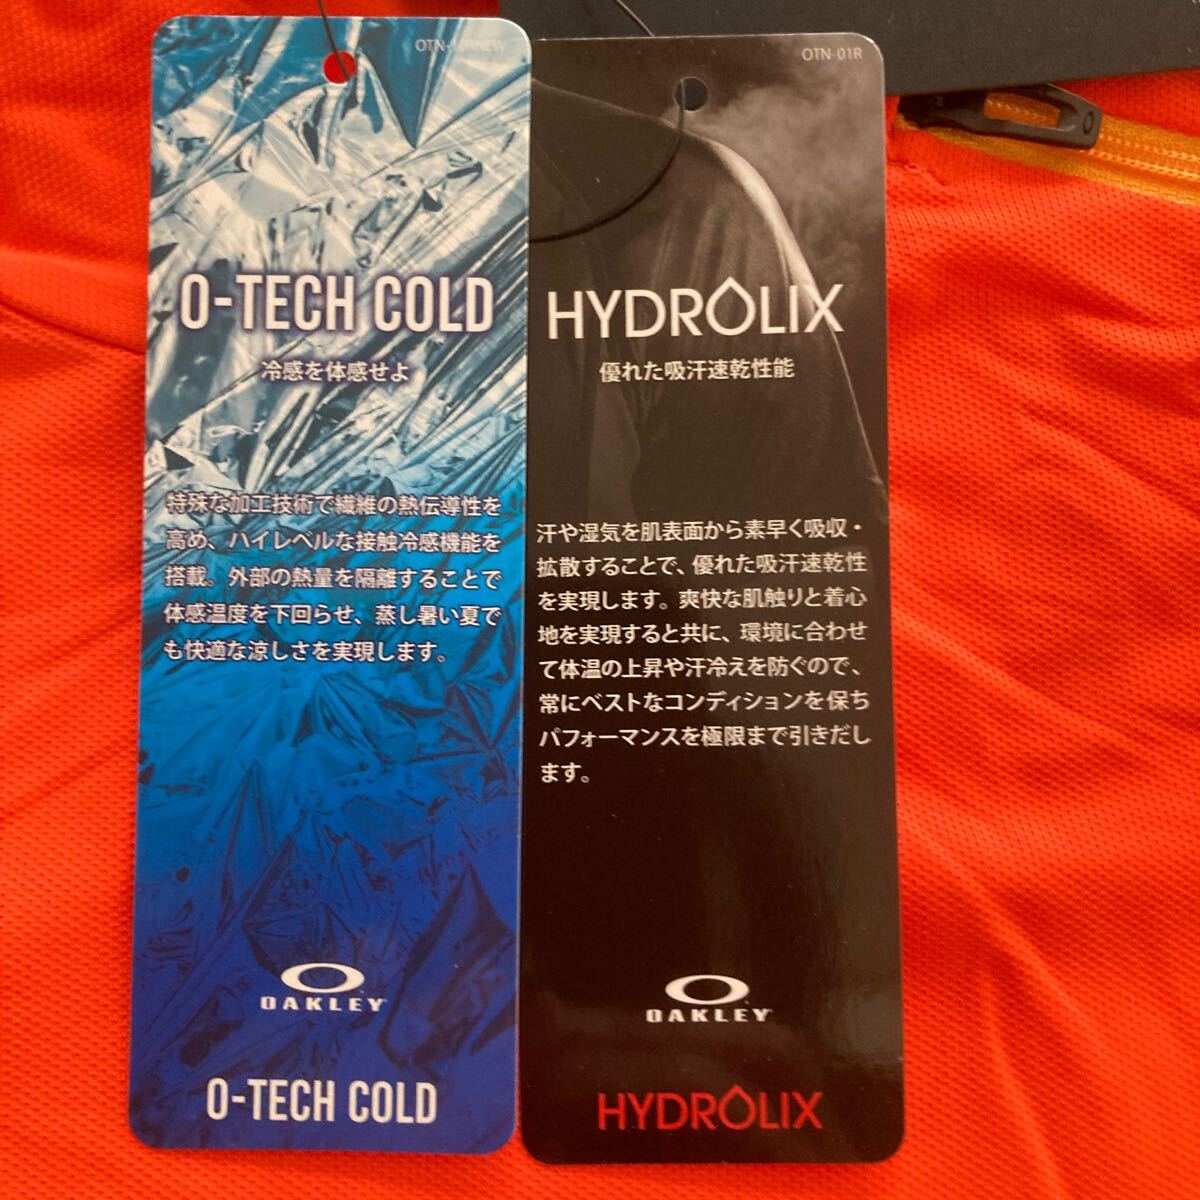 OTN-10RNEW
O-TECH COLD
冷感を体感せよ
特殊な加工技術で繊維の熱伝導性を
高め、ハイレベルな接触冷感機能を
搭載。外部の熱量を隔離することで
体感温度を下回らせ、蒸し暑い夏で
も快適な涼しさを実現します。
OAKLEY
O-TECH COLD
OTN-01R
HYDROLIX
優れた吸汗速乾性能
汗や湿気を肌表面から素早く吸収・
拡散することで、優れた吸汗速乾性
を実現します。爽快な肌触りと着心
地を実現すると共に、環境に合わせ
て体温の上昇や汗冷えを防ぐので、
常にベストなコンディションを保ち
パフォーマンスを極限まで引きだし
ます。
OAKLEY
HYDROLIX